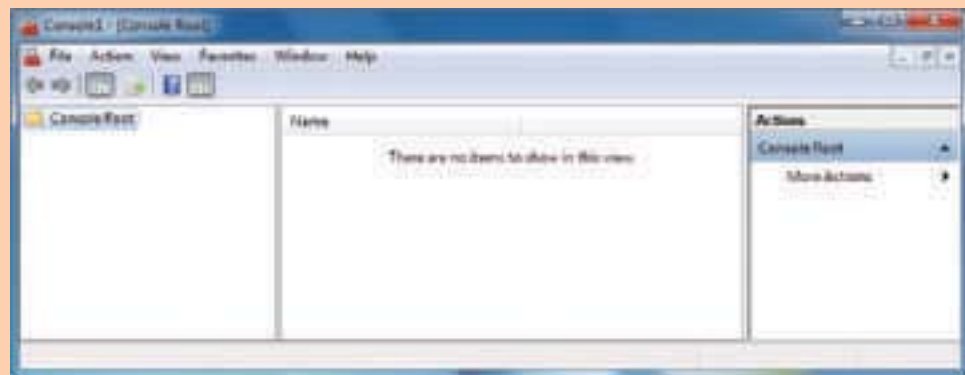 Console1 - [Console Root]
File Action View Favorites Window Help
Console Root
Name
There are no items to show in this view.
Actions
Console Root
More Actions